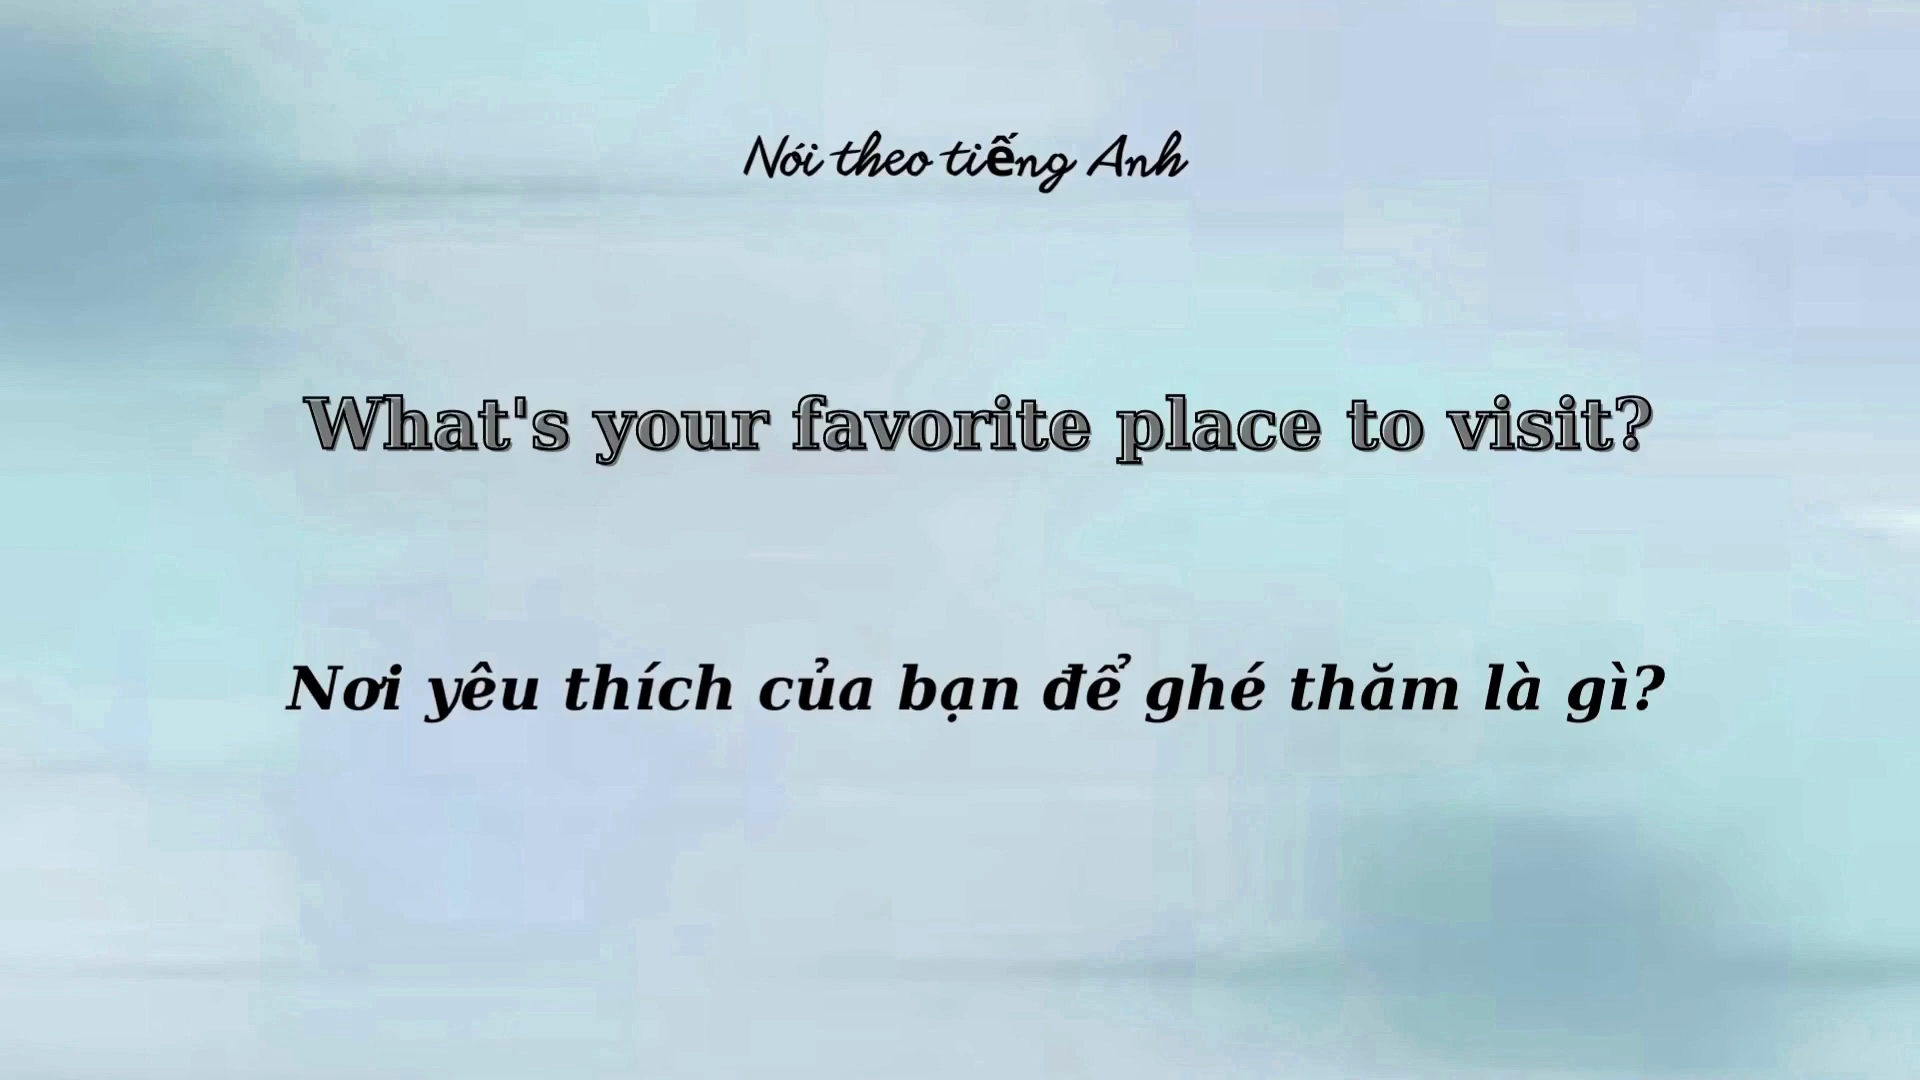 Nói theo tiếng Anh
What's your favorite place to visit?
Nơi yêu thích của bạn để ghé thăm là gì?